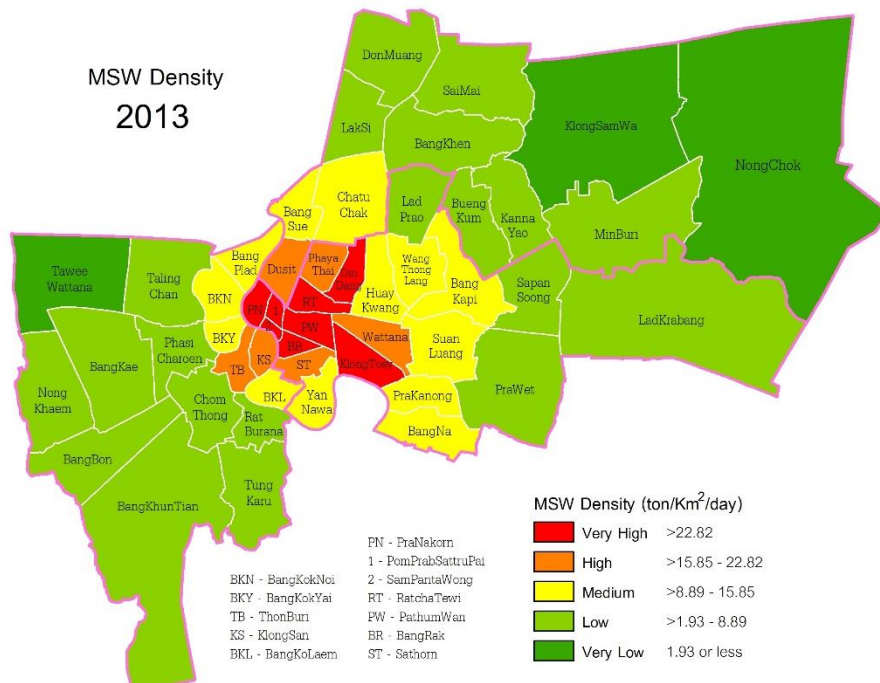 MSW Density
2013
DonMuang
SaiMai
LakSi
BangKhen
KlongSamWa
NongChok
Chatu
Chak
Lad
Prao
Bueng
Kum
Kanna
Yao
MinBuri
Bang
Sue
Bang
Plad
Dusit
Phaya
Thai
Din
Dang
Wang
Thong
Lang
Bang
Kapi
Sapan
Soong
LadKrabang
Tawee
Wattana
Taling
Chan
BKN
PN
1
2
RT
Huay
Kwang
PW
BR
Wattana
Suan
Luang
BKY
Phasi
Charoen
BangKae
TB
KS
ST
KlongToey
PraWet
Nong
Khaem
Chom
Thong
BKL
Yan
Nawa
PraKanong
BangNa
Rat
Burana
BangBon
BangKhunTian
Tung
Karu
PN - PraNakorn
1 - PomPrabSattruPai
2 - SamPantaWong
RT - RatchaTewi
PW - PathumWan
BR - BangRak
ST - Sathorn
BKN - BangKokNoi
BKY - BangKokYai
TB - ThonBuri
KS - KlongSan
BKL - BangKoLaem
MSW Density (ton/Km²/day)
Very High >22.82
High >15.85 - 22.82
Medium >8.89 - 15.85
Low >1.93 - 8.89
Very Low 1.93 or less